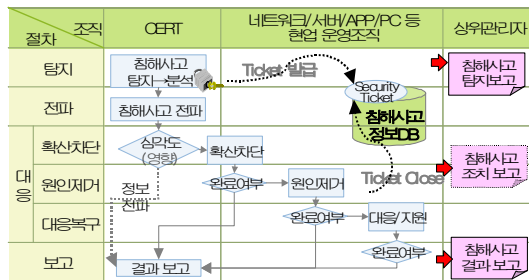 조직
절차
CERT
네트워크/서버/APP/PC 등
현업 운영조직
상위관리자
탐지
침해사고
탐지→분석
Ticket 발급
Security
Ticket
침해사고
정보DB
침해사고
탐지보고
전파
침해사고 전파
대응
확산차단
심각도
(영향)
확산차단
침해사고
조치 보고
원인제거
정보
전파
완료여부
원인제거
Ticket Close
대응복구
완료여부
대응/지원
보고
결과 보고
완료여부
침해사고
결과 보고